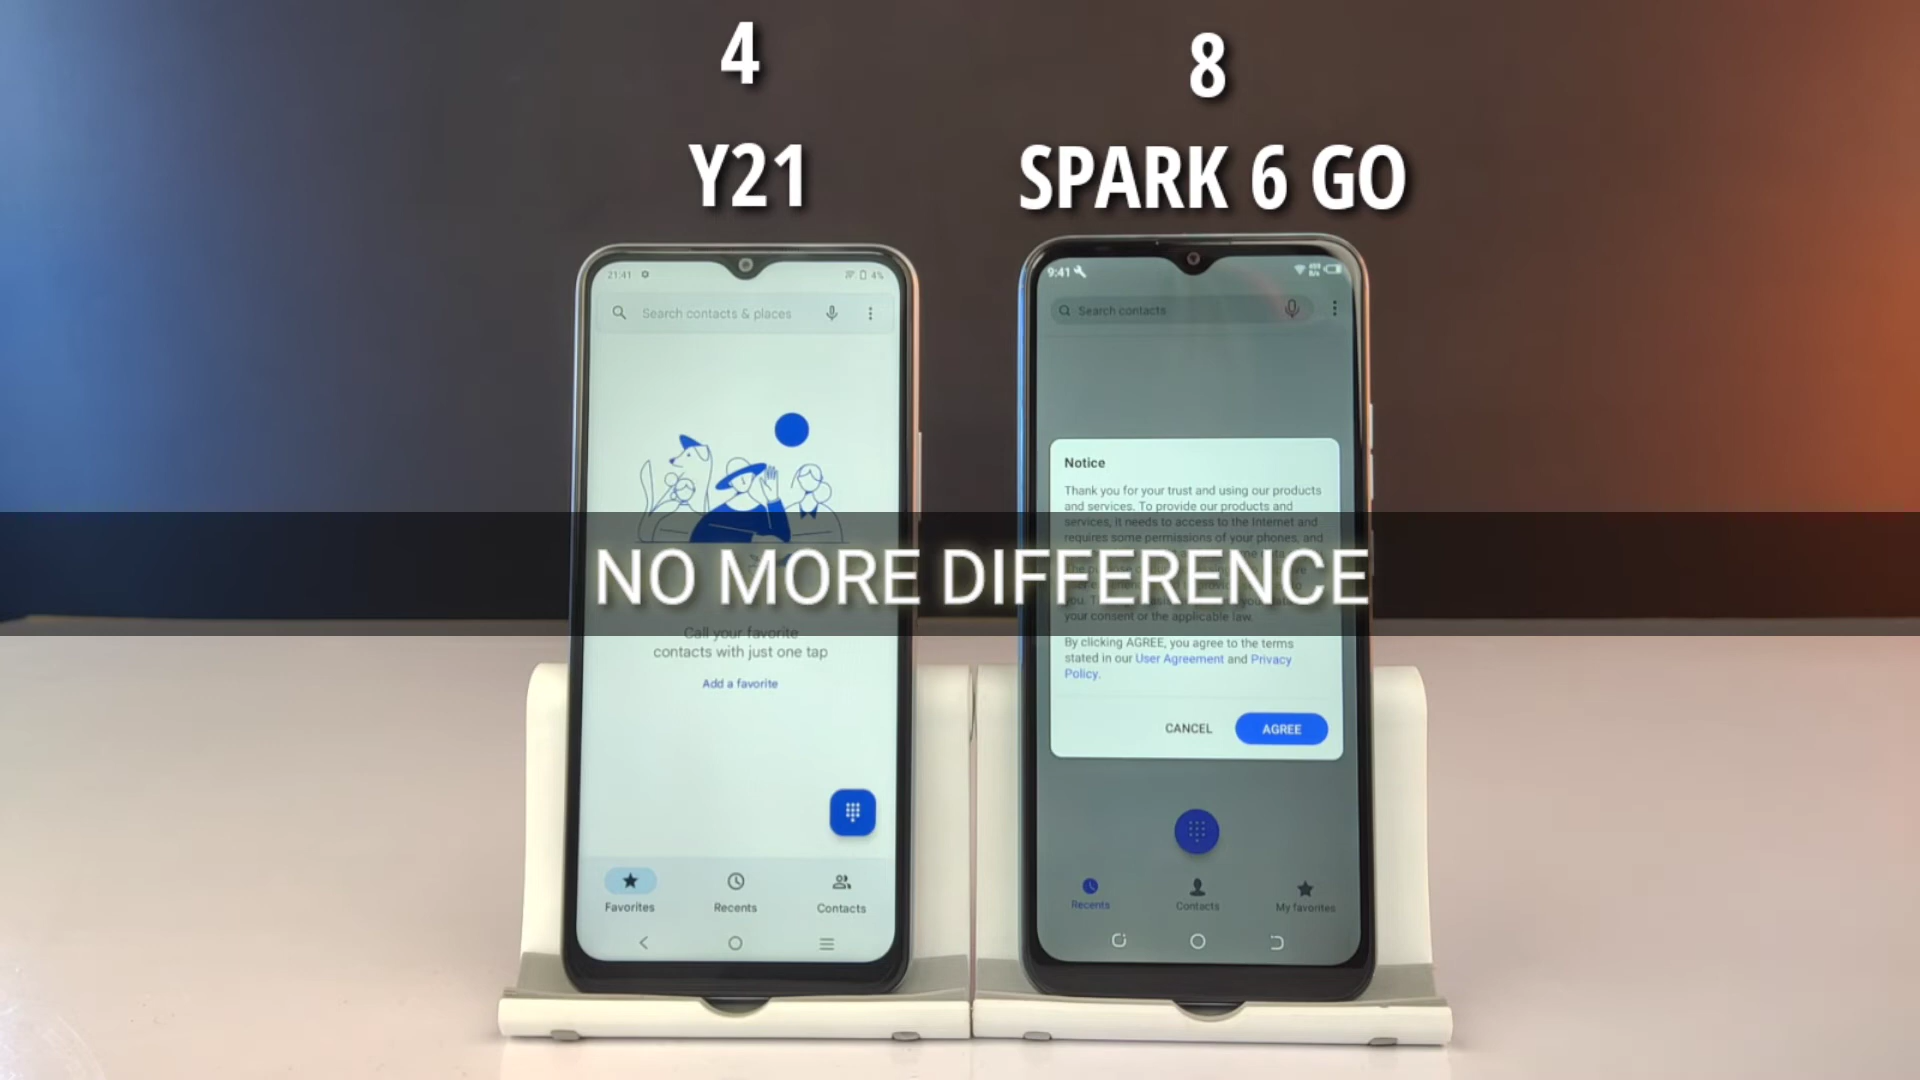 4
8
Y21
SPARK 6 GO
21:41
4%
9:41
Search contacts & places
Search contacts
Notice
Thank you for your trust and using our products
and services. To provide our products and
services, it needs to access to the Internet and
requires some permissions of your phones, and
NO MORE DIFFERENCE
your consent or the applicable law.
Call your favorite
contacts with just one tap
Add a favorite
By clicking AGREE, you agree to the terms
stated in our User Agreement and Privacy
Policy.
CANCEL
AGREE
Favorites
Recents
Contacts
Recents
Contacts
My favorites